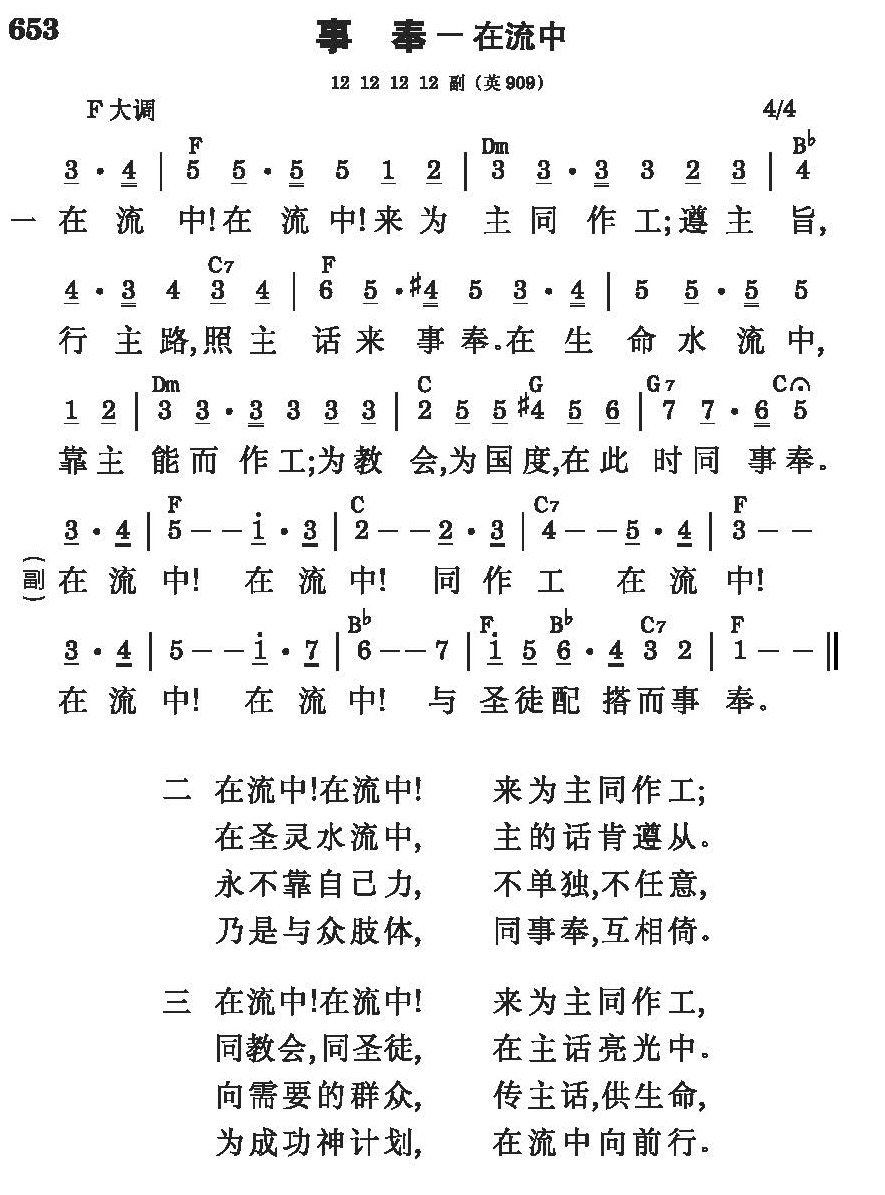 653
事 奉－在流中
12 12 12 12 副（英909）
F大调 4/4
F Dm B♭
3 · 4 | 5 5 · 5 5 1 2 | 3 3 · 3 3 2 3 | 4
一 在流中!在流中!来为主同作工;遵主旨,
C7 F
4 · 3 4 3 4 | 6 5 · ♯4 5 3 · 4 | 5 5 · 5 5
行主路,照主话来事奉。在生命水流中,
Dm C G G7 C
1 2 | 3 3 · 3 3 3 3 | 2 5 5 ♯4 5 6 | 7 7 · 6 5
靠主能而作工;为教会,为国度,在此时同事奉。
F C C7 F
3 · 4 | 5 – – i · 3 | 2 – – 2 · 3 | 4 – – 5 · 4 | 3 – –
(副) 在流中! 在流中! 同作工 在流中!
B♭ F B♭ C7 F
3 · 4 | 5 – – i · 7 | 6 – – 7 | i 5 6 · 4 3 2 | 1 – – ‖
在流中! 在流中! 与圣徒配搭而事奉。
二 在流中!在流中! 来为主同作工;
在圣灵水流中, 主的话肯遵从。
永不靠自己力, 不单独,不任意,
乃是与众肢体, 同事奉,互相倚。
三 在流中!在流中! 来为主同作工,
同教会,同圣徒, 在主话亮光中。
向需要的群众, 传主话,供生命,
为成功神计划, 在流中向前行。